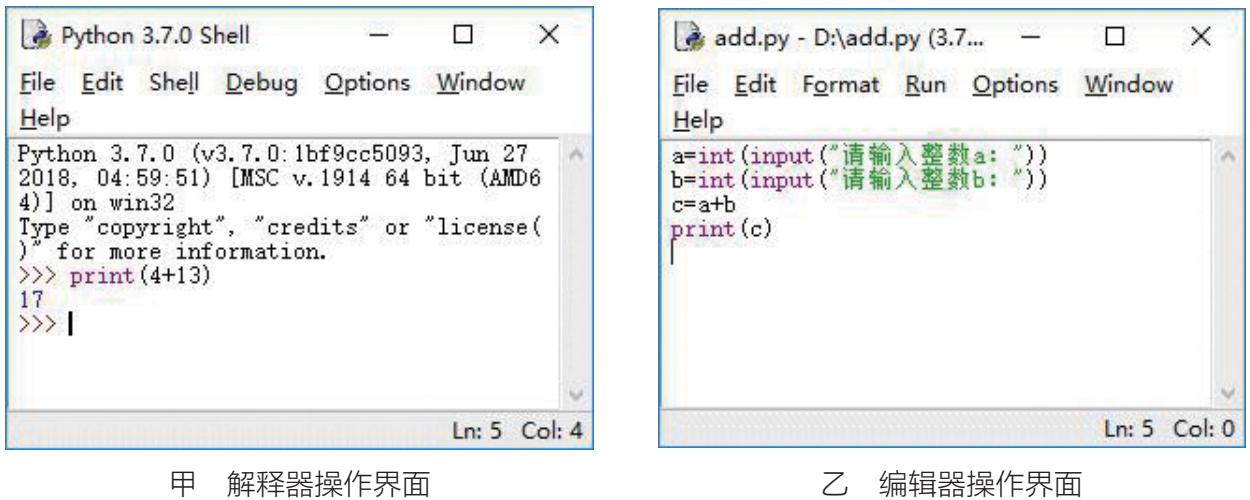 Python 3.7.0 Shell
File Edit Shell Debug Options Window
Help
Python 3.7.0 (v3.7.0:1bf9cc5093, Jun 27
2018, 04:59:51) [MSC v.1914 64 bit (AMD6
4)] on win32
Type "copyright", "credits" or "license(
)" for more information.
>>> print(4+13)
17
>>>
Ln: 5 Col: 4
甲 解释器操作界面
add.py - D:\add.py (3.7...
File Edit Format Run Options Window
Help
a=int(input("请输入整数a: "))
b=int(input("请输入整数b: "))
c=a+b
print(c)
Ln: 5 Col: 0
乙 编辑器操作界面